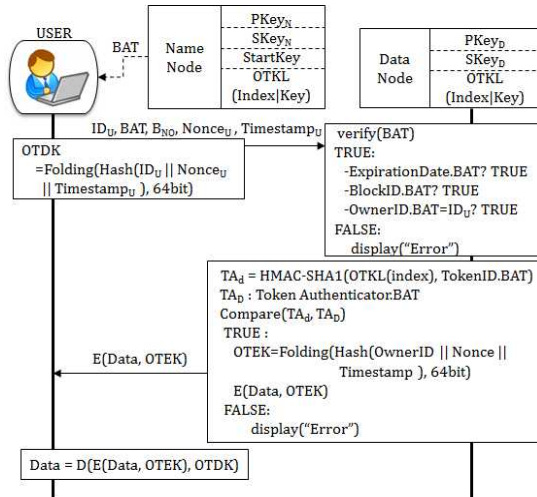 USER
BAT
Name
Node
PKeyN
SKeyN
StartKey
OTKL
(Index|Key)
Data
Node
PKeyD
SKeyD
OTKL
(Index|Key)
IDU, BAT, BNO, NonceU, TimestampU
OTDK
=Folding(Hash(IDU || NonceU
|| TimestampU ), 64bit)
verify(BAT)
TRUE:
-ExpirationDate.BAT? TRUE
-BlockID.BAT? TRUE
-OwnerID.BAT=IDU? TRUE
FALSE:
display("Error")
TAd = HMAC-SHA1(OTKL(index), TokenID.BAT)
TAD : Token Authenticator.BAT
Compare(TAd, TAD)
TRUE :
OTEK=Folding(Hash(OwnerID || Nonce ||
Timestamp ), 64bit)
E(Data, OTEK)
FALSE:
display("Error")
E(Data, OTEK)
Data = D(E(Data, OTEK), OTDK)